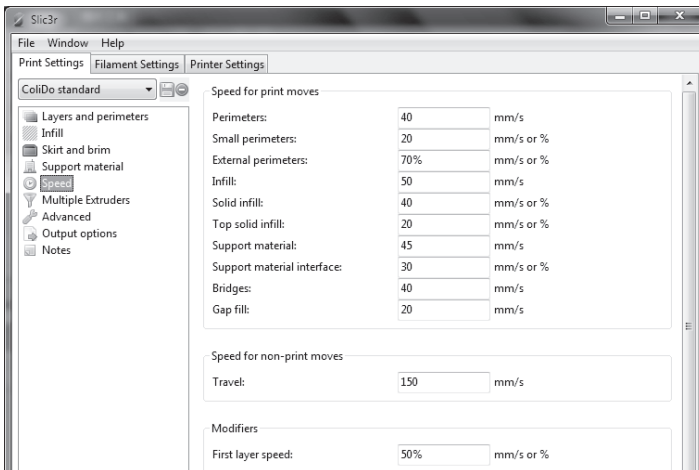 Slic3r
File Window Help
Print Settings Filament Settings Printer Settings
ColiDo standard
Layers and perimeters
Infill
Skirt and brim
Support material
Speed
Multiple Extruders
Advanced
Output options
Notes
Speed for print moves
Perimeters: 40 mm/s
Small perimeters: 20 mm/s or %
External perimeters: 70% mm/s or %
Infill: 50 mm/s
Solid infill: 40 mm/s or %
Top solid infill: 20 mm/s or %
Support material: 45 mm/s
Support material interface: 30 mm/s or %
Bridges: 40 mm/s
Gap fill: 20 mm/s
Speed for non-print moves
Travel: 150 mm/s
Modifiers
First layer speed: 50% mm/s or %